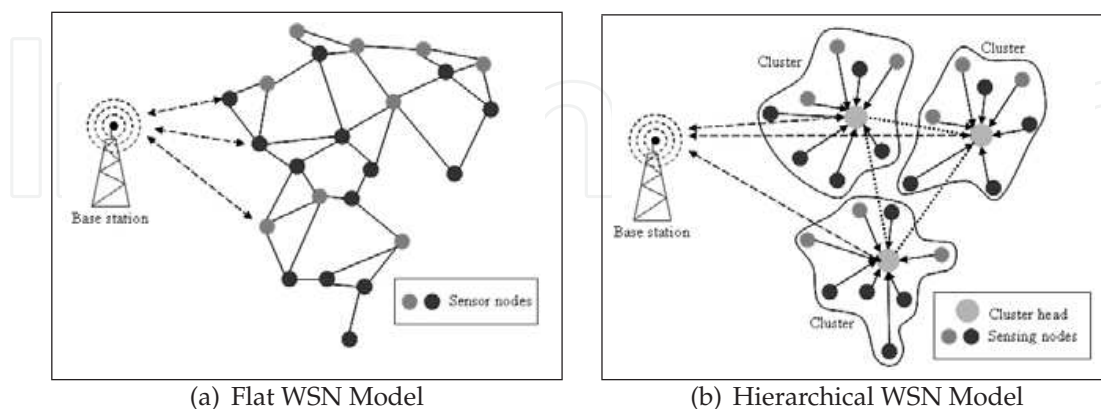 Base station
Sensor nodes
(a) Flat WSN Model
Cluster
Cluster
Base station
Cluster
Cluster head
Sensing nodes
(b) Hierarchical WSN Model